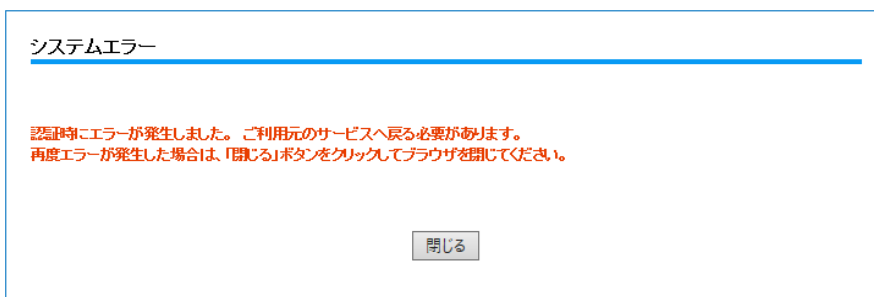 システムエラー
認証時にエラーが発生しました。ご利用元のサービスへ戻る必要があります。
再度エラーが発生した場合は、「閉じる」ボタンをクリックしてブラウザを閉じてください。
閉じる